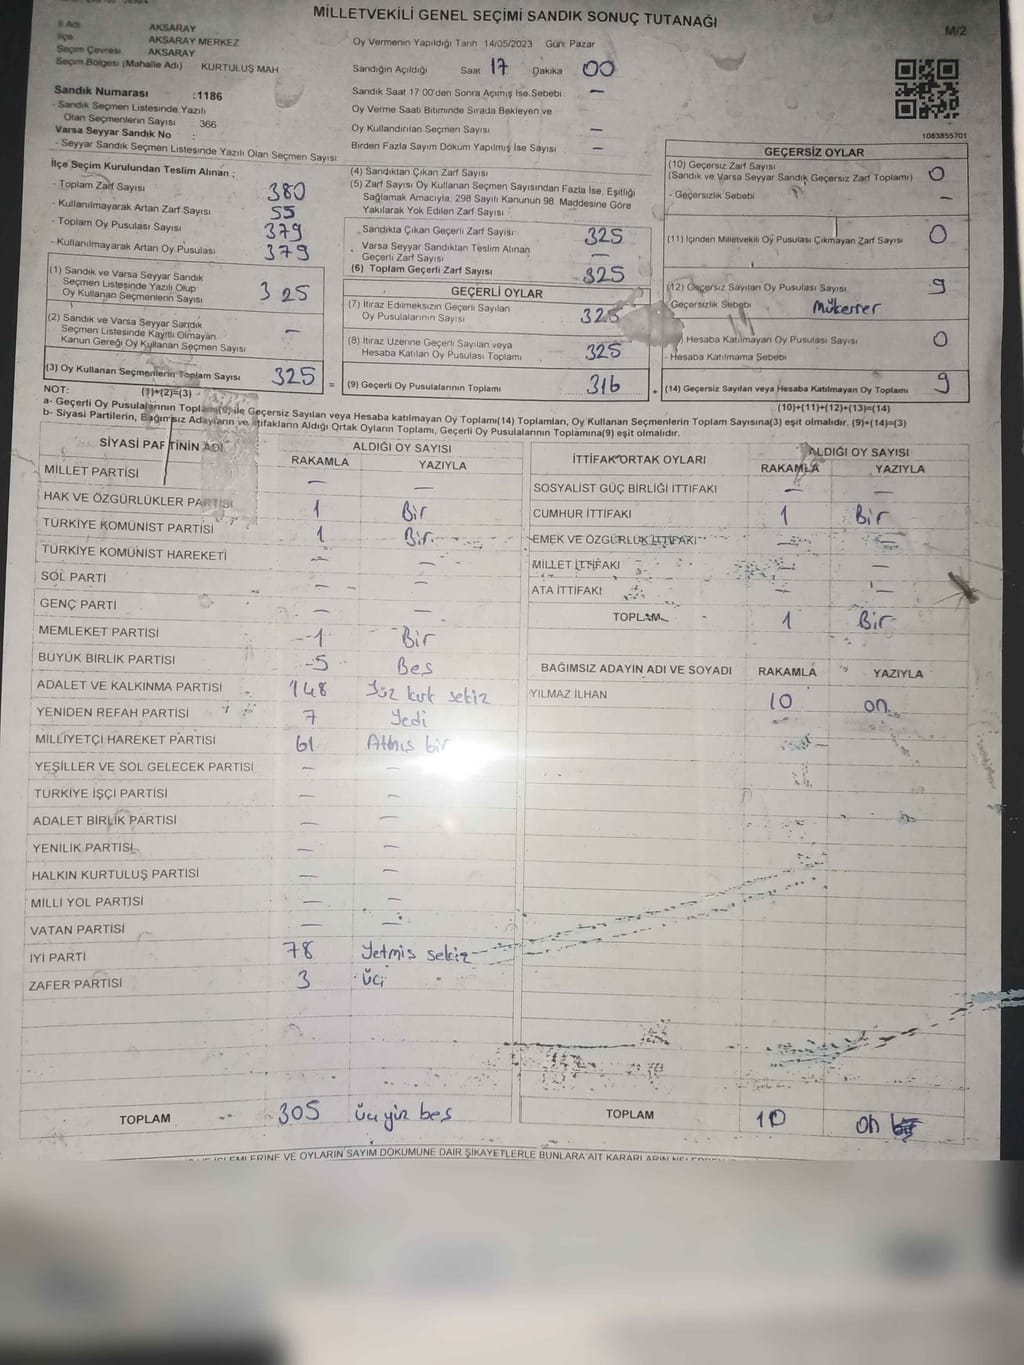 MİLLETVEKİLİ GENEL SEÇİMİ SANDIK SONUÇ TUTANAĞI
M/2
İl Adı AKSARAY
İlçe AKSARAY MERKEZ
Seçim Çevresi AKSARAY
Seçim Bölgesi (Mahalle Adı) KURTULUŞ MAH
Sandık Numarası :1186
- Sandık Seçmen Listesinde Yazılı
Olan Seçmenlerin Sayısı 366
Varsa Seyyar Sandık No :
- Seyyar Sandık Seçmen Listesinde Yazılı Olan Seçmen Sayısı
Oy Vermenin Yapıldığı Tarih 14/05/2023 Gün: Pazar
Sandığın Açıldığı Saat 17 Dakika 00
Sandık Saat 17:00'den Sonra Açımış İse Sebebi —
Oy Verme Saati Bitiminde Sırada Bekleyen ve
Oy Kullandırılan Seçmen Sayısı —
Birden Fazla Sayım Döküm Yapılmış İse Sayısı —
1083855701
İlçe Seçim Kurulundan Teslim Alınan ;
- Toplam Zarf Sayısı 380
- Kullanılmayarak Artan Zarf Sayısı 55
- Toplam Oy Pusulası Sayısı 379
- Kullanılmayarak Artan Oy Pusulası 379
(1) Sandık ve Varsa Seyyar Sandık
Seçmen Listesinde Yazılı Olup
Oy Kullanan Seçmenlerin Sayısı 325
(2) Sandık ve Varsa Seyyar Sandık
Seçmen Listesinde Kayıtlı Olmayan
Kanun Gereği Oy Kullanan Seçmen Sayısı —
(3) Oy Kullanan Seçmenlerin Toplam Sayısı 325 =
(1)+(2)=(3)
(4) Sandıktan Çıkan Zarf Sayısı
(5) Zarf Sayısı Oy Kullanan Seçmen Sayısından Fazla İse, Eşitliği
Sağlamak Amacıyla, 298 Sayılı Kanunun 98. Maddesine Göre
Yakılarak Yok Edilen Zarf Sayısı
Sandıkta Çıkan Geçerli Zarf Sayısı 325
Varsa Seyyar Sandıktan Teslim Alınan
Geçerli Zarf Sayısı —
(6) Toplam Geçerli Zarf Sayısı 325
GEÇERLİ OYLAR
(7) İtiraz Edilmeksizin Geçerli Sayılan
Oy Pusulalarının Sayısı 325
(8) İtiraz Üzerine Geçerli Sayılan veya
Hesaba Katılan Oy Pusulası Toplamı 325
(9) Geçerli Oy Pusulalarının Toplamı 316 +
GEÇERSİZ OYLAR
(10) Geçersiz Zarf Sayısı
(Sandık ve Varsa Seyyar Sandık Geçersiz Zarf Toplamı) 0
- Geçersizlik Sebebi —
(11) İçinden Milletvekili Oy Pusulası Çıkmayan Zarf Sayısı 0
(12) Geçersiz Sayılan Oy Pusulası Sayısı 9
Geçersizlik Sebebi Mükerrer
) Hesaba Katılmayan Oy Pusulası Sayısı 0
- Hesaba Katılmama Sebebi
(14) Geçersiz Sayılan veya Hesaba Katılmayan Oy Toplamı 9
(10)+(11)+(12)+(13)=(14)
NOT:
a- Geçerli Oy Pusulalarının Toplamı(9) ile Geçersiz Sayılan veya Hesaba katılmayan Oy Toplamı(14) Toplamları, Oy Kullanan Seçmenlerin Toplam Sayısına(3) eşit olmalıdır. (9)+(14)=(3)
b- Siyasi Partilerin, Bağımsız Adayların ve İttifakların Aldığı Ortak Oyların Toplamı, Geçerli Oy Pusulalarının Toplamına(9) eşit olmalıdır.
SİYASİ PARTİNİN ADI ALDIĞI OY SAYISI
RAKAMLA YAZIYLA
MİLLET PARTİSİ — —
HAK VE ÖZGÜRLÜKLER PARTİSİ 1 Bir
TÜRKİYE KOMÜNİST PARTİSİ 1 Bir
TÜRKİYE KOMÜNİST HAREKETİ — —
SOL PARTİ — —
GENÇ PARTİ — —
MEMLEKET PARTİSİ -1 Bir
BÜYÜK BİRLİK PARTİSİ -5 Beş
ADALET VE KALKINMA PARTİSİ 148 Yüz kırk sekiz
YENİDEN REFAH PARTİSİ 7 Yedi
MİLLİYETÇİ HAREKET PARTİSİ 61 Altmış bir
YEŞİLLER VE SOL GELECEK PARTİSİ — —
TÜRKİYE İŞÇİ PARTİSİ — —
ADALET BİRLİK PARTİSİ — —
YENİLİK PARTİSİ — —
HALKIN KURTULUŞ PARTİSİ — —
MİLLİ YOL PARTİSİ — —
VATAN PARTİSİ — —
İYİ PARTİ 78 Yetmis sekiz
ZAFER PARTİSİ 3 Üç
TOPLAM 305 Üçyüz beş
İTTİFAK ORTAK OYLARI ALDIĞI OY SAYISI
RAKAMLA YAZIYLA
SOSYALİST GÜÇ BİRLİĞİ İTTİFAKI — —
CUMHUR İTTİFAKI 1 Bir
EMEK VE ÖZGÜRLÜK İTTİFAKI — —
MİLLET İTTİFAKI — —
ATA İTTİFAKI — —
TOPLAM 1 Bir
BAĞIMSIZ ADAYIN ADI VE SOYADI RAKAMLA YAZIYLA
YILMAZ İLHAN 10 on
TOPLAM 10 on
İŞLEMLERİNE VE OYLARIN SAYIM DÖKÜMÜNE DAİR ŞİKAYETLERLE BUNLARA AİT KARARLARIN